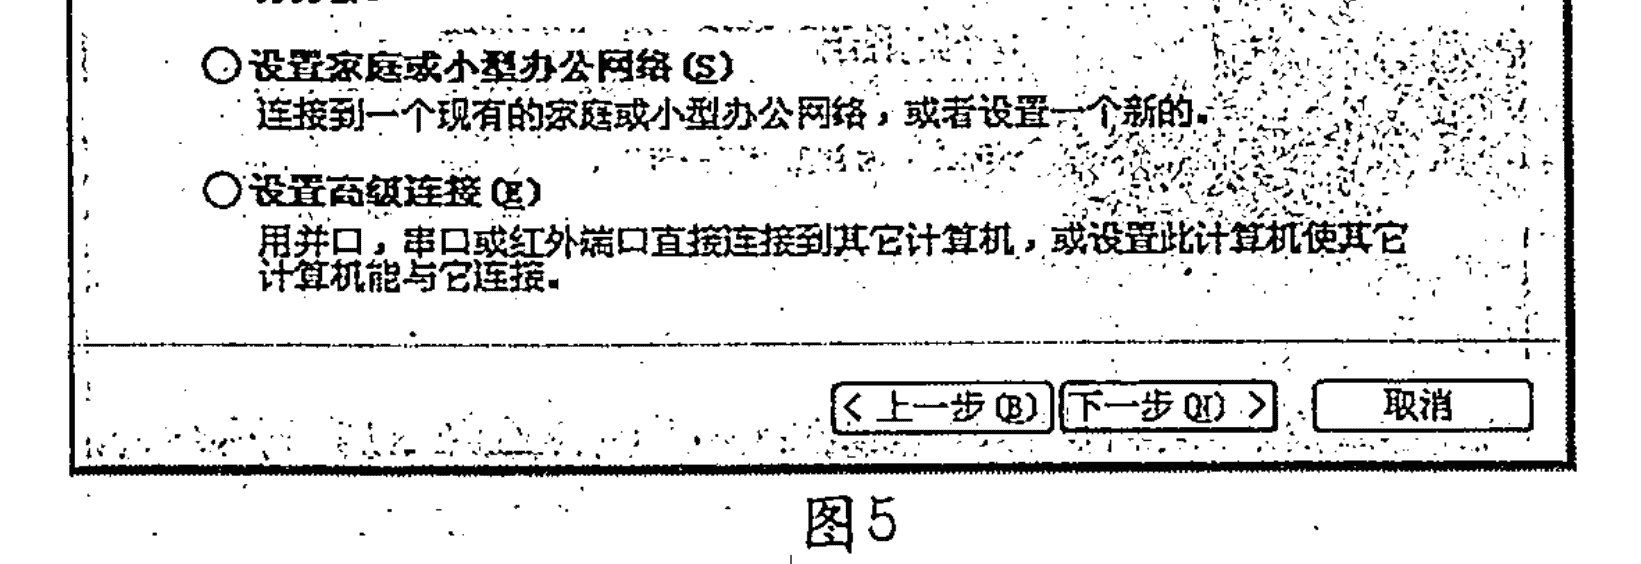 ○设置家庭或小型办公网络(S)
连接到一个现有的家庭或小型办公网络，或者设置一个新的。
○设置高级连接(E)
用并口，串口或红外端口直接连接到其它计算机，或设置此计算机使其它
计算机能与它连接。
< 上一步(B) 下一步(N) > 取消
图5